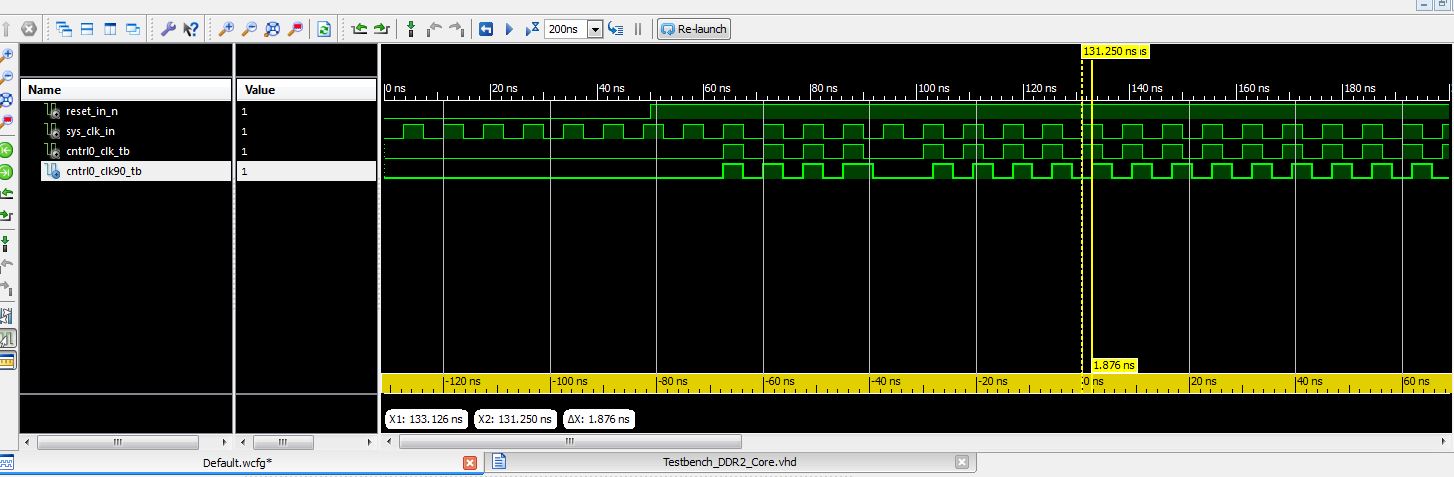 200ns Re-launch
131.250 ns
Name Value
0 ns 20 ns 40 ns 60 ns 80 ns 100 ns 120 ns 140 ns 160 ns 180 ns
reset_in_n 1
sys_clk_in 1
cntrl0_clk_tb 1
cntrl0_clk90_tb 1
1.876 ns
-120 ns -100 ns -80 ns -60 ns -40 ns -20 ns 0 ns 20 ns 40 ns 60 ns
X1: 133.126 ns X2: 131.250 ns ΔX: 1.876 ns
Default.wcfg* Testbench_DDR2_Core.vhd